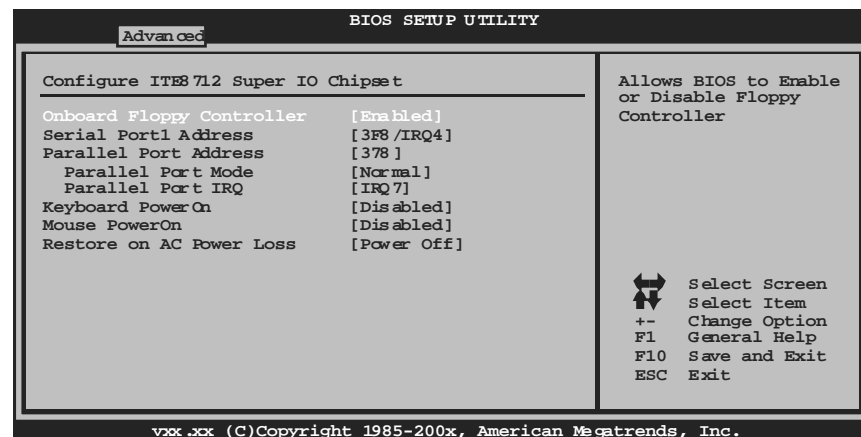 BIOS SETUP UTILITY
Advanced
Configure ITE8712 Super IO Chipset
Onboard Floppy Controller [Enabled]
Serial Port1 Address [3F8/IRQ4]
Parallel Port Address [378]
Parallel Port Mode [Normal]
Parallel Port IRQ [IRQ7]
Keyboard PowerOn [Disabled]
Mouse PowerOn [Disabled]
Restore on AC Power Loss [Power Off]
Allows BIOS to Enable
or Disable Floppy
Controller
Select Screen
Select Item
+- Change Option
F1 General Help
F10 Save and Exit
ESC Exit
vxx.xx (C)Copyright 1985-200x, American Megatrends, Inc.